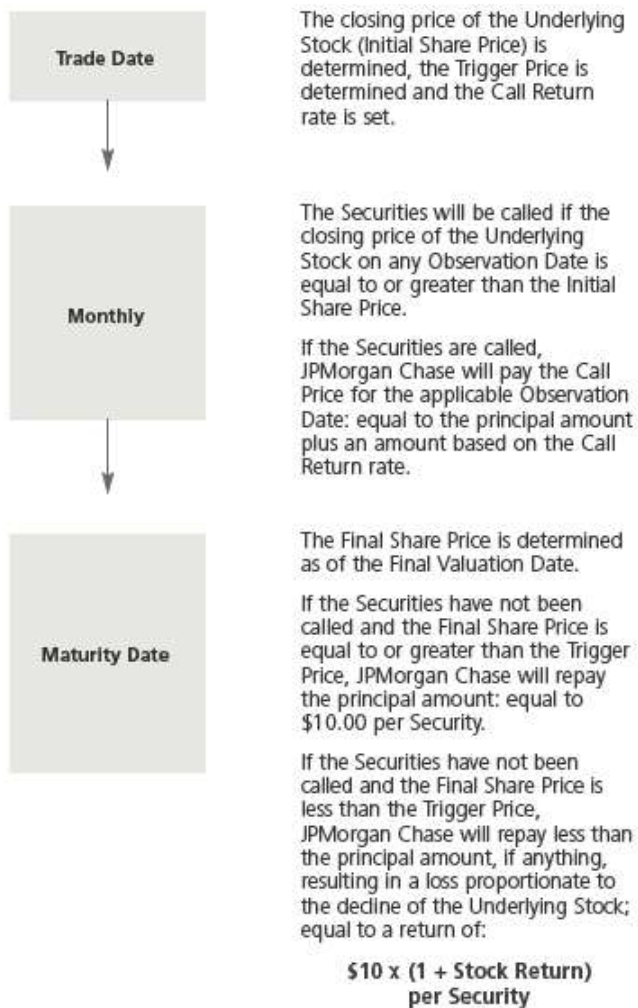 Trade Date
The closing price of the Underlying
Stock (Initial Share Price) is
determined, the Trigger Price is
determined and the Call Return
rate is set.
Monthly
The Securities will be called if the
closing price of the Underlying
Stock on any Observation Date is
equal to or greater than the Initial
Share Price.
If the Securities are called,
JPMorgan Chase will pay the Call
Price for the applicable Observation
Date: equal to the principal amount
plus an amount based on the Call
Return rate.
Maturity Date
The Final Share Price is determined
as of the Final Valuation Date.
If the Securities have not been
called and the Final Share Price is
equal to or greater than the Trigger
Price, JPMorgan Chase will repay
the principal amount: equal to
$10.00 per Security.
If the Securities have not been
called and the Final Share Price is
less than the Trigger Price,
JPMorgan Chase will repay less than
the principal amount, if anything,
resulting in a loss proportionate to
the decline of the Underlying Stock;
equal to a return of:
$10 x (1 + Stock Return)
per Security